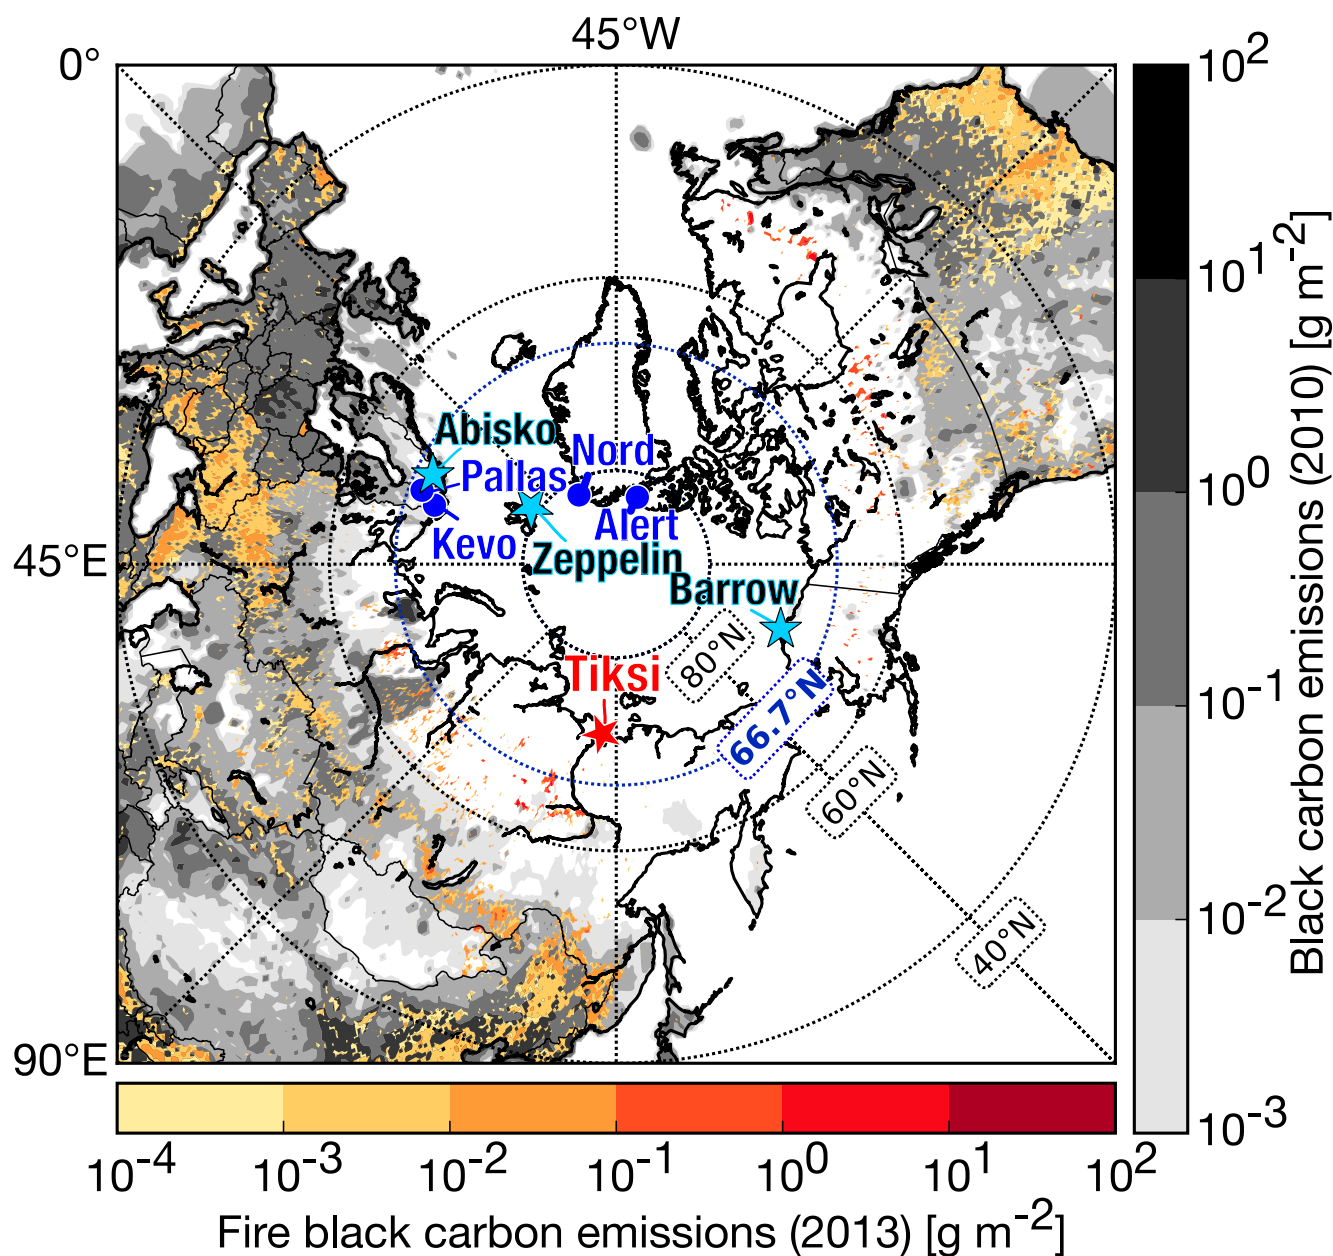 45°W
0°
45°E
90°E
Abisko
Nord
Pallas
Alert
Kevo
Zeppelin
Barrow
Tiksi
80°N
66.7°N
60°N
40°N
10^2
10^1
10^0
10^-1
10^-2
10^-3
Black carbon emissions (2010) [g m^-2]
10^-4 10^-3 10^-2 10^-1 10^0 10^1 10^2
Fire black carbon emissions (2013) [g m^-2]